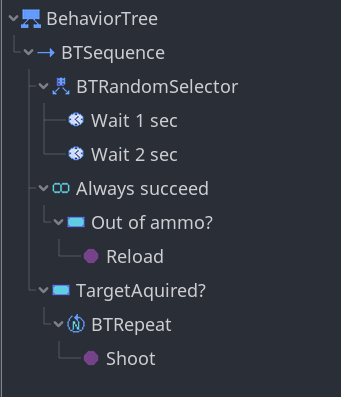 BehaviorTree
BTSequence
BTRandomSelector
Wait 1 sec
Wait 2 sec
Always succeed
Out of ammo?
Reload
TargetAquired?
N BTRepeat
Shoot